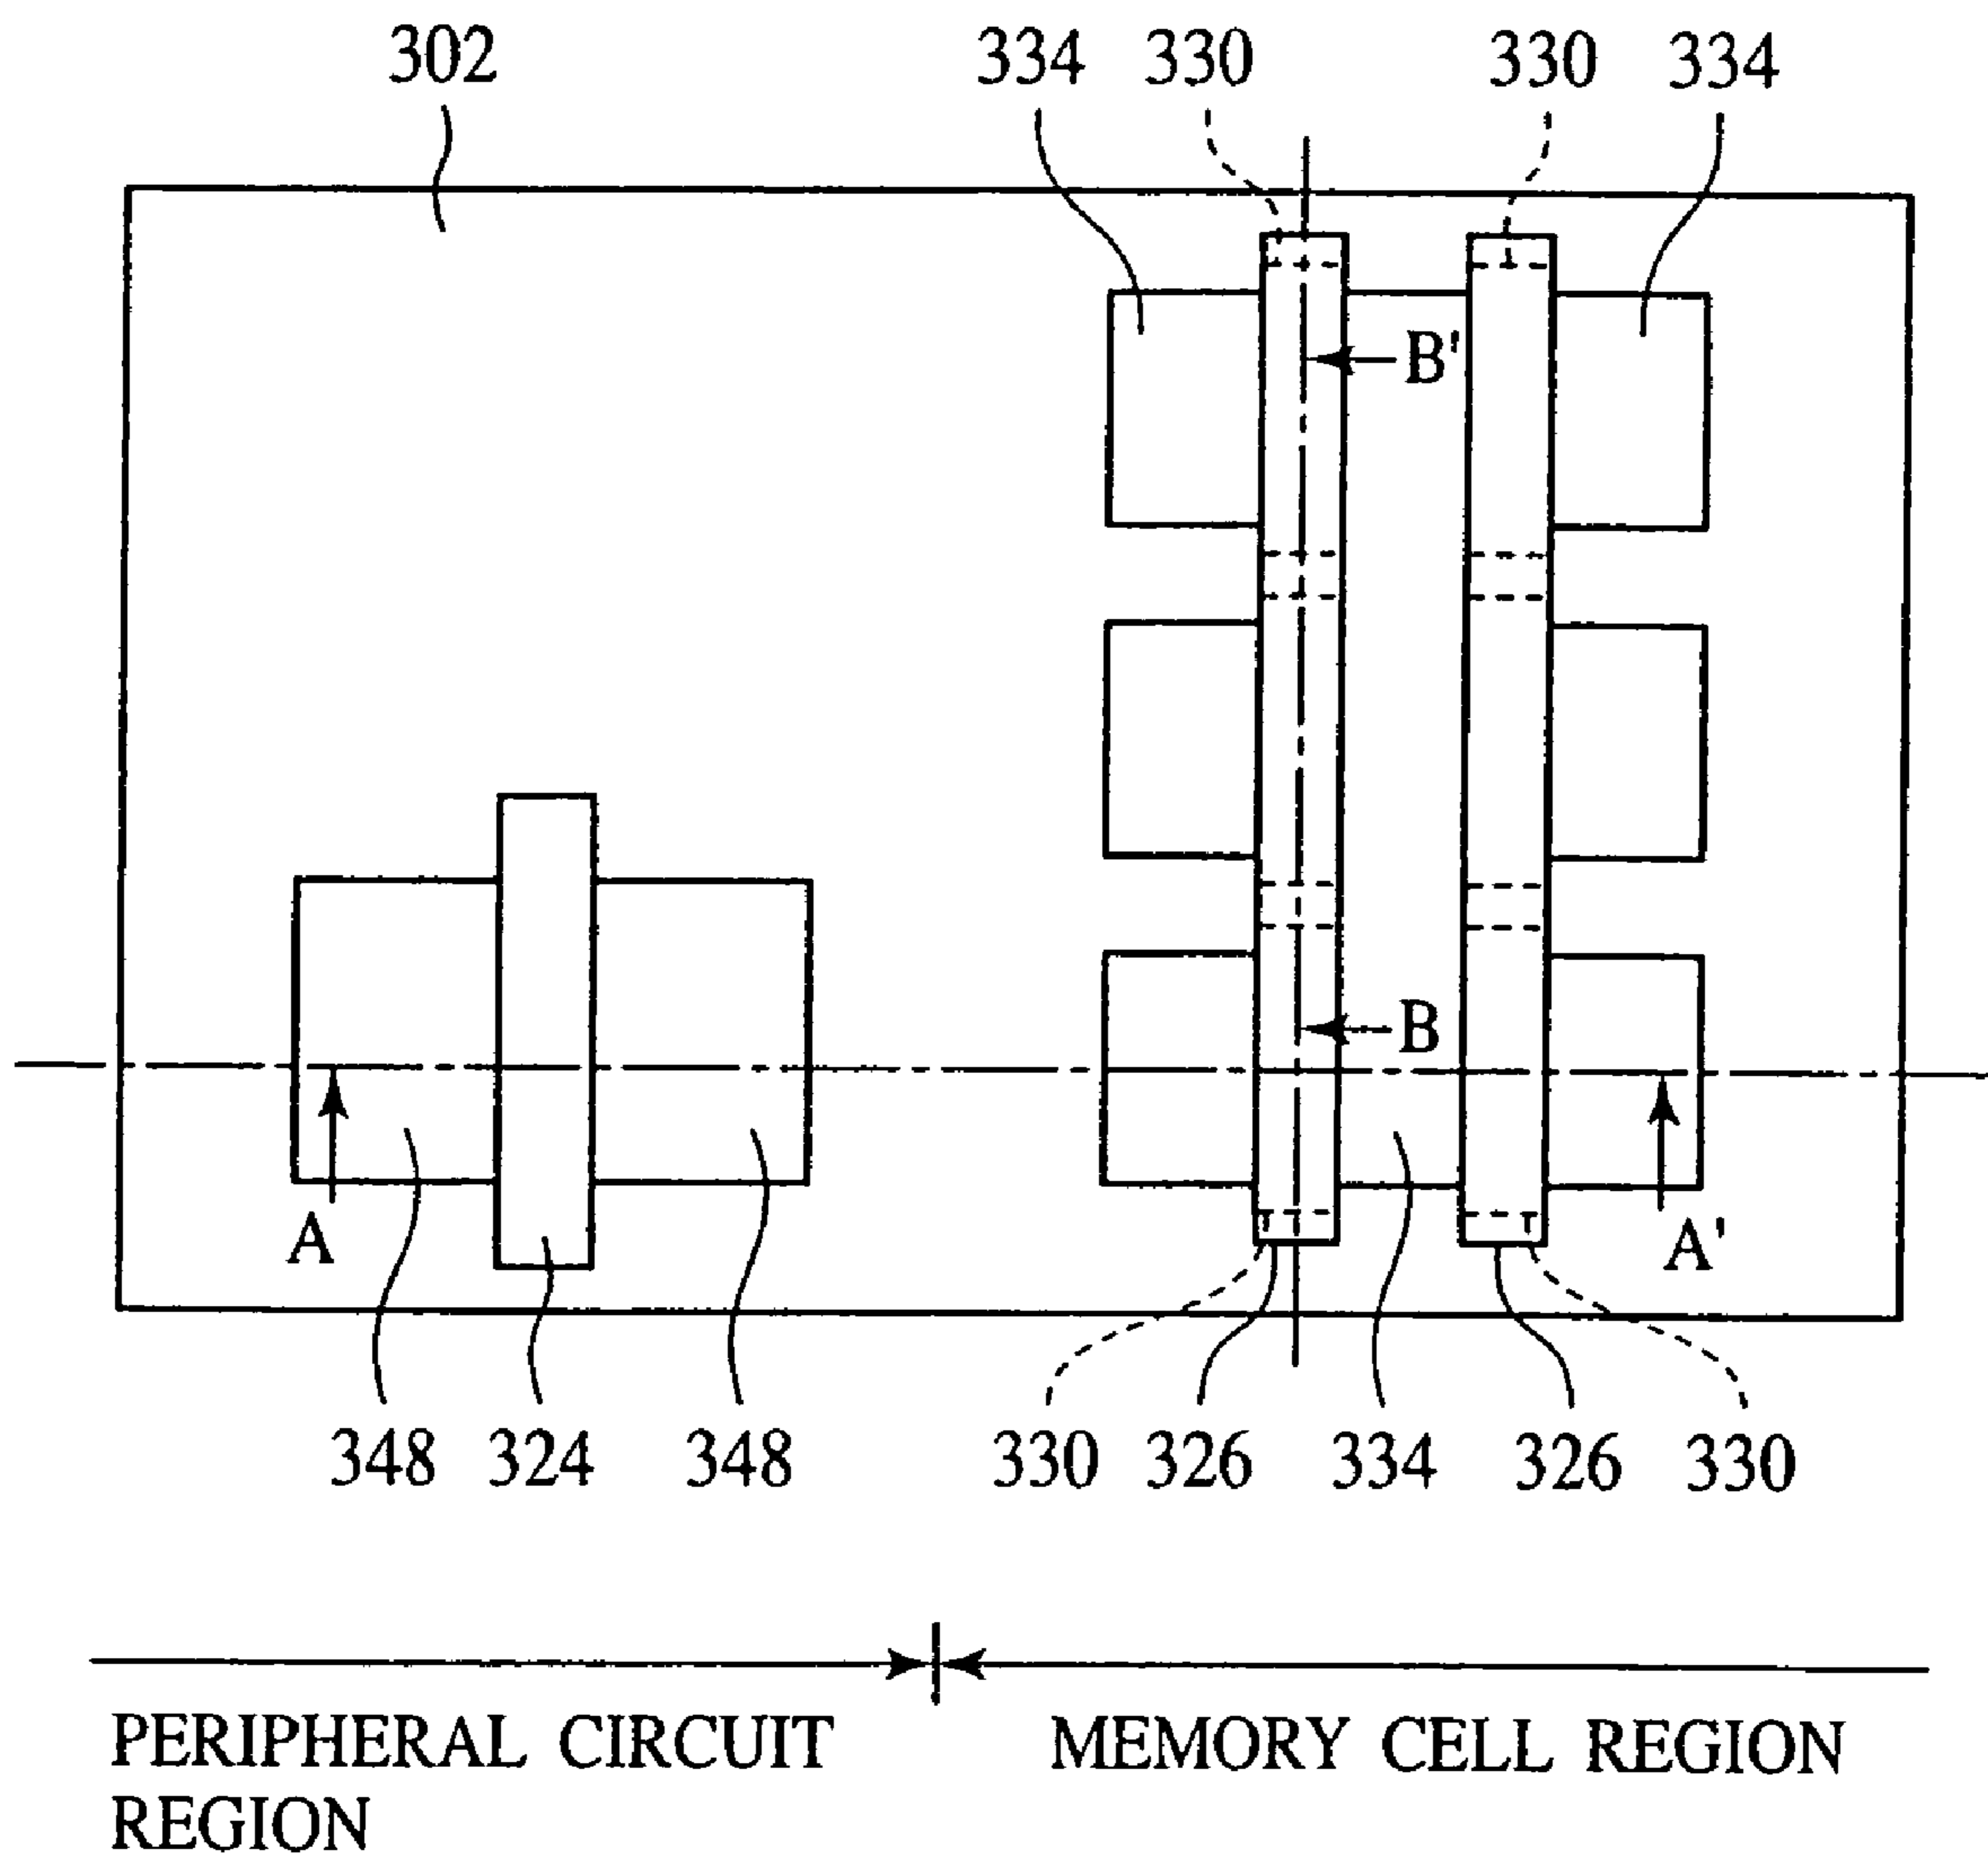 302 334 330 330 334
B'
B
A A'
348 324 348 330 326 334 326 330
PERIPHERAL CIRCUIT MEMORY CELL REGION
REGION